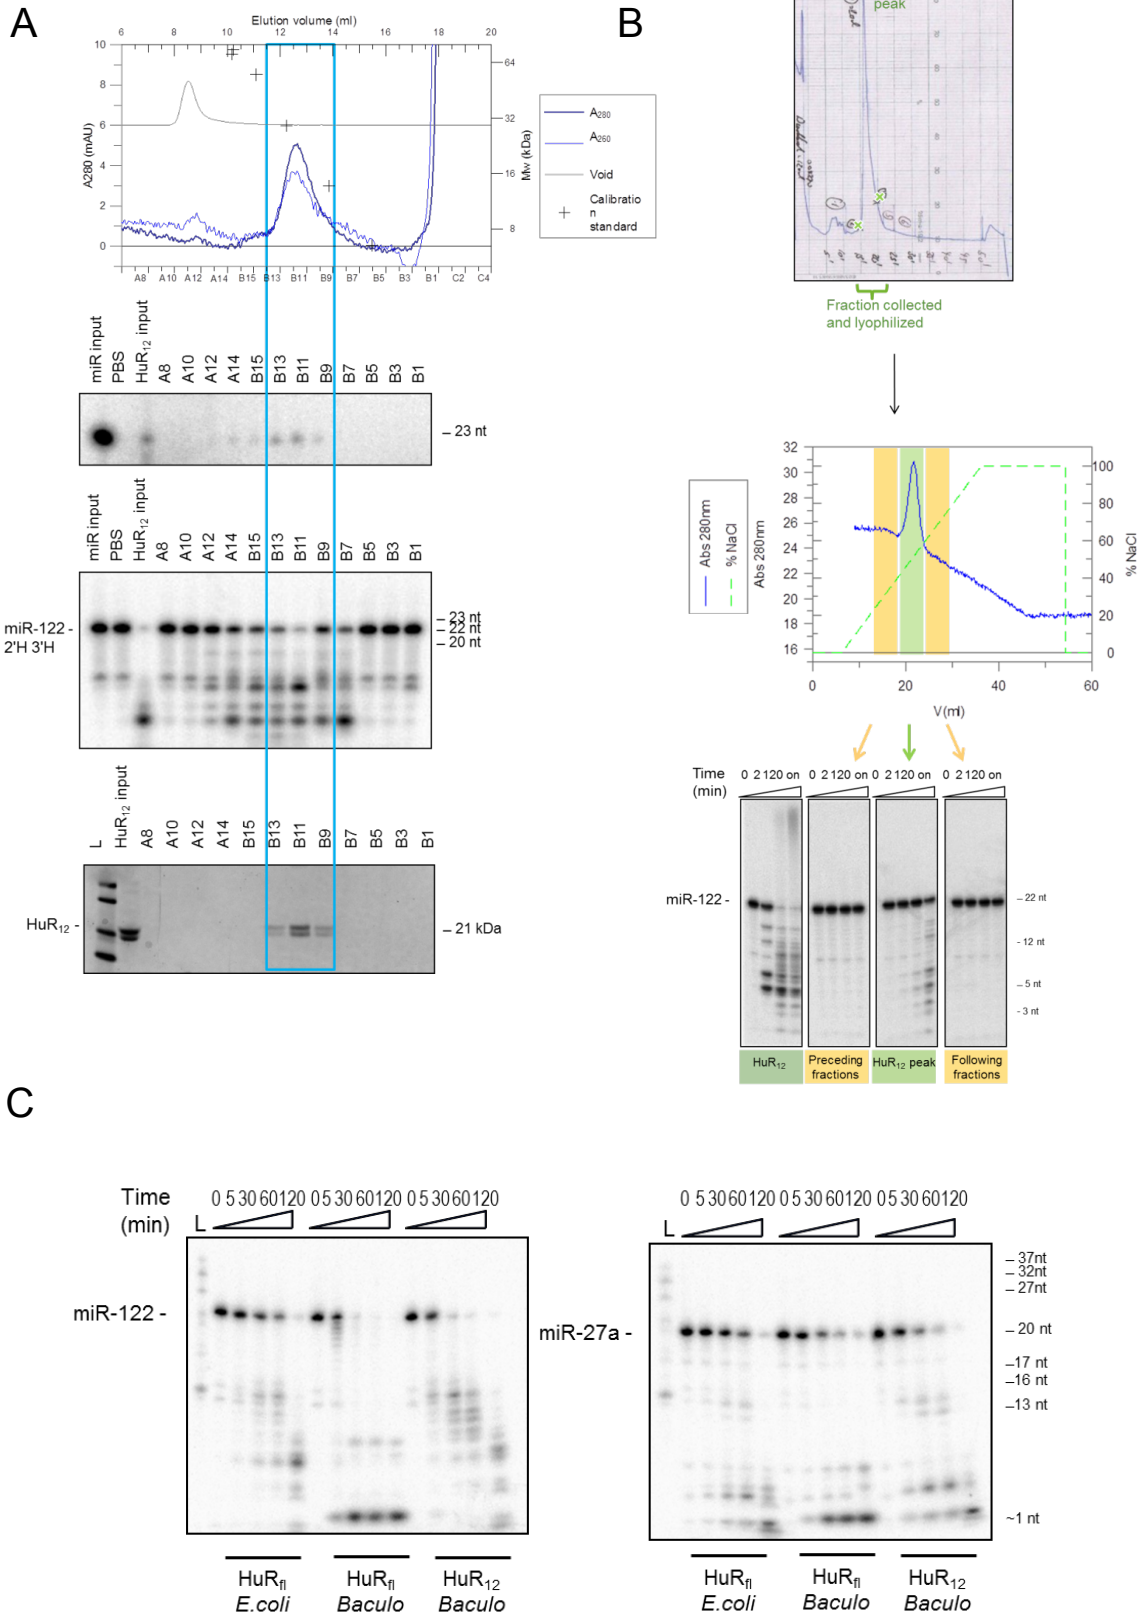 A
Elution volume (ml)
6 8 10 12 14 16 18 20
10
8
6
4
2
0
A280 (mAU)
64
32
16
8
Mw (kDa)
A8 A10 A12 A14 B15 B13 B11 B9 B7 B5 B3 B1 C2 C4
A280
A260
Void
Calibratio
n
standard
miR input
PBS
HuR12 input
A8
A10
A12
A14
B15
B13
B11
B9
B7
B5
B3
B1
– 23 nt
miR input
PBS
HuR12 input
A8
A10
A12
A14
B15
B13
B11
B9
B7
B5
B3
B1
miR-122 -
2'H 3'H
– 23 nt
– 22 nt
– 20 nt
L
HuR12 input
A8
A10
A12
A14
B15
B13
B11
B9
B7
B5
B3
B1
HuR12 -
– 21 kDa
B
peak
Fraction collected
and lyophilized
Abs 280nm
% NaCl
32
30
28
26
24
22
20
18
16
Abs 280nm
100
80
60
40
20
0
% NaCl
0 20 40 60
V(ml)
Time
(min)
0 2 120 on 0 2 120 on 0 2 120 on 0 2 120 on
miR-122 -
– 22 nt
- 12 nt
– 5 nt
- 3 nt
HuR12
Preceding
fractions
HuR12 peak
Following
fractions
C
Time
(min)
0 5 30 60 120 0 5 30 60 120 0 5 30 60 120
L
miR-122 -
HuRfl
E.coli
HuRfl
Baculo
HuR12
Baculo
0 5 30 60 120 0 5 30 60 120 0 5 30 60 120
L
miR-27a -
– 37nt
– 32nt
– 27nt
– 20 nt
–17 nt
–16 nt
–13 nt
~1 nt
HuRfl
E.coli
HuRfl
Baculo
HuR12
Baculo